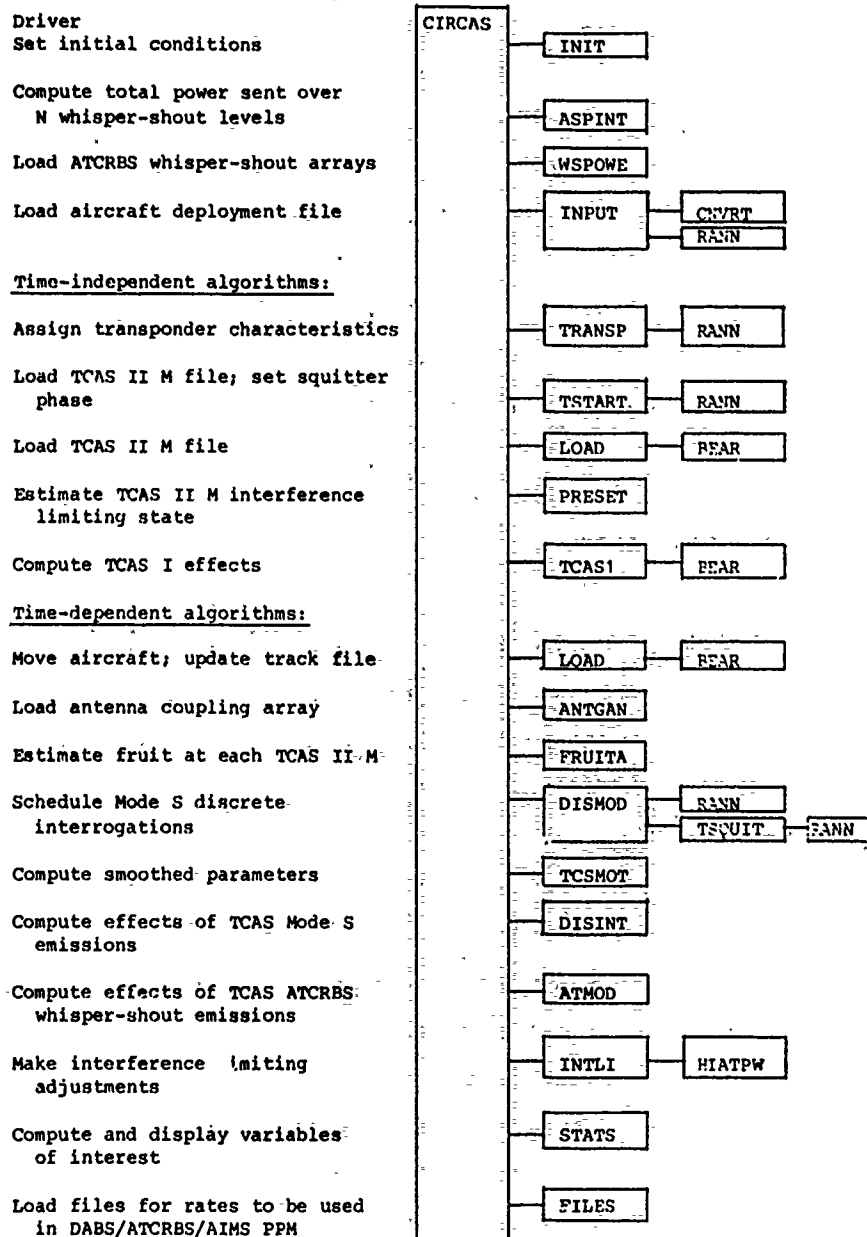 Driver CIRCAS
Set initial conditions INIT
Compute total power sent over
N whisper-shout levels ASPINT
Load ATCRBS whisper-shout arrays WSPOWE
Load aircraft deployment file INPUT CNVRT
RANN
Time-independent algorithms:
Assign transponder characteristics TRANSP RANN
Load TCAS II M file; set squitter
phase TSTART RANN
Load TCAS II M file LOAD BEAR
Estimate TCAS II M interference
limiting state PRESET
Compute TCAS I effects TCAS1 BEAR
Time-dependent algorithms:
Move aircraft; update track file LOAD BEAR
Load antenna coupling array ANTGAN
Estimate fruit at each TCAS II M FRUITA
Schedule Mode S discrete DISMOD RANN
interrogations TSQUIT RANN
Compute smoothed parameters TCSMOT
Compute effects of TCAS Mode S DISINT
emissions
Compute effects of TCAS ATCRBS ATMOD
whisper-shout emissions
Make interference limiting INTLI HIATPW
adjustments
Compute and display variables STATS
of interest
Load files for rates to be used FILES
in DABS/ATCRBS/AIMS PPM